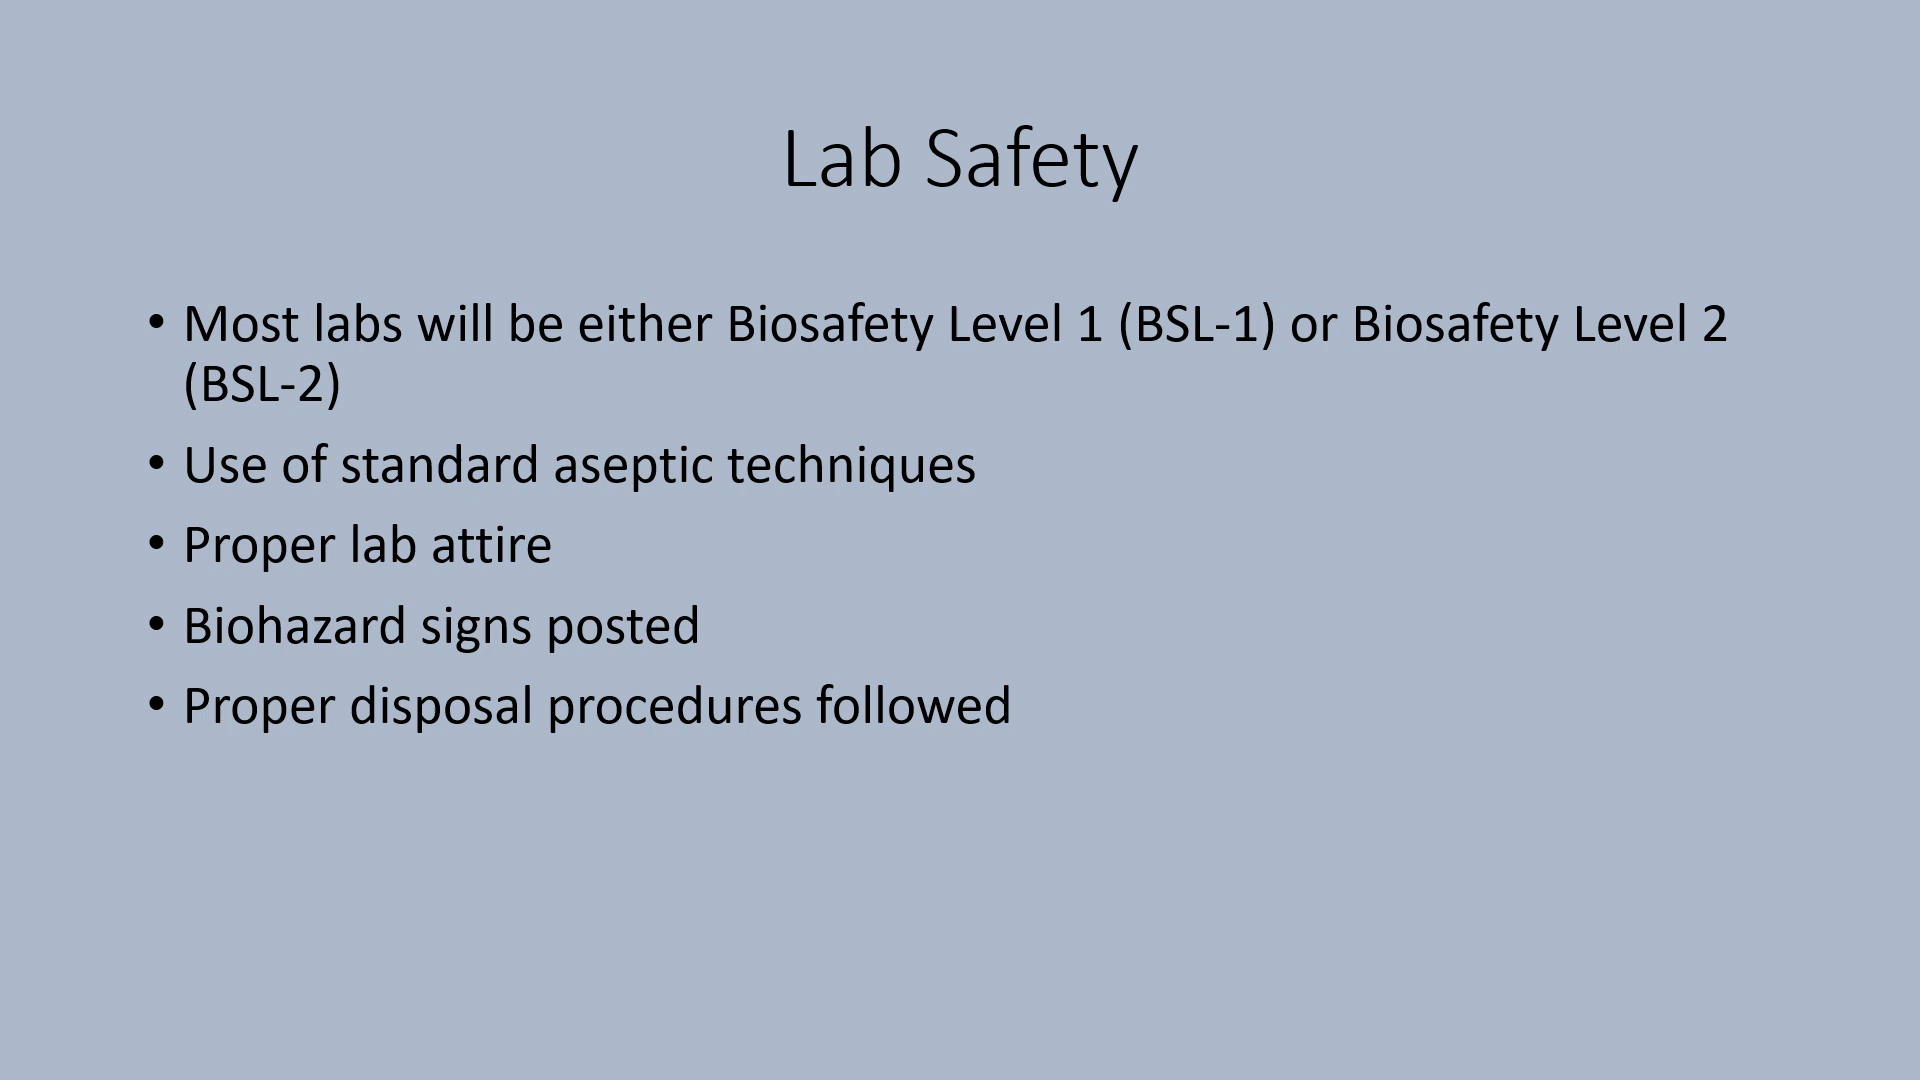 Lab Safety
• Most labs will be either Biosafety Level 1 (BSL-1) or Biosafety Level 2
(BSL-2)
• Use of standard aseptic techniques
• Proper lab attire
• Biohazard signs posted
• Proper disposal procedures followed